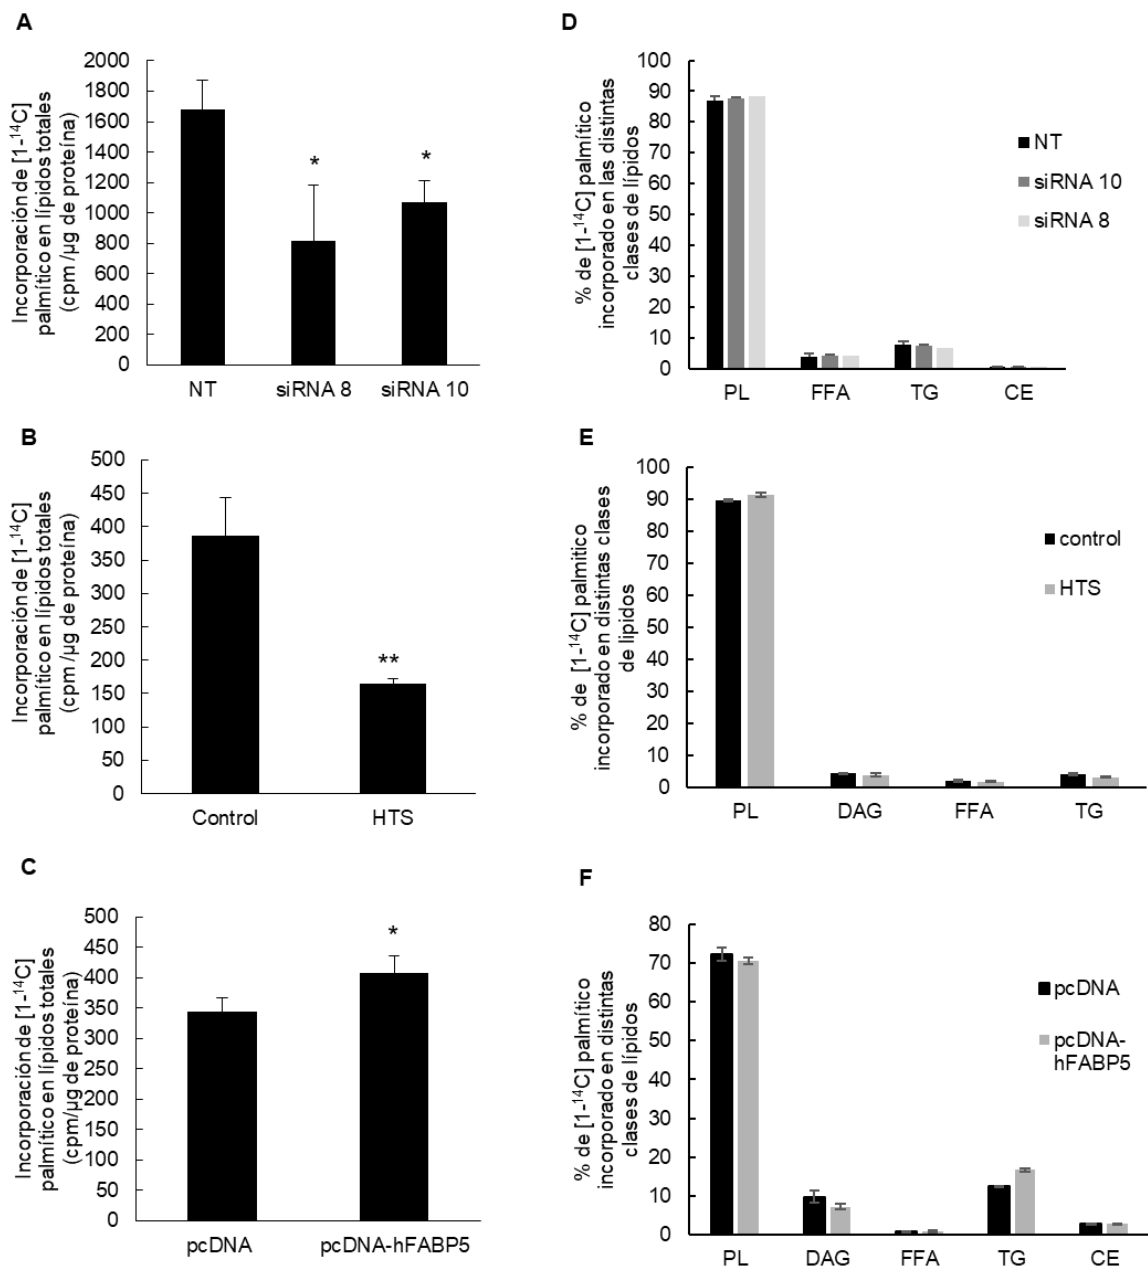 A
Incorporación de [1-¹⁴C]
palmítico en lípidos totales
(cpm /µg de proteína)
2000
1800
1600
1400
1200
1000
800
600
400
200
0
*
*
NT
siRNA 8
siRNA 10
D
% de [1-¹⁴C] palmítico
incorporado en las distintas
clases de lípidos
100
90
80
70
60
50
40
30
20
10
0
NT
siRNA 10
siRNA 8
PL
FFA
TG
CE
B
Incorporación de [1-¹⁴C]
palmítico en lípidos totales
(cpm /µg de proteína)
500
450
400
350
300
250
200
150
100
50
0
**
Control
HTS
E
% de [1-¹⁴C] palmítico
incorporado en distintas clases
de lipidos
100
90
80
70
60
50
40
30
20
10
0
control
HTS
PL
DAG
FFA
TG
C
Incorporación de [1-¹⁴C]
palmítico en lípidos totales
(cpm/µg de proteína)
500
450
400
350
300
250
200
150
100
50
0
*
pcDNA
pcDNA-hFABP5
F
% de [1-¹⁴C] palmítico
incorporado en distintas
clases de lípidos
80
70
60
50
40
30
20
10
0
pcDNA
pcDNA-
hFABP5
PL
DAG
FFA
TG
CE